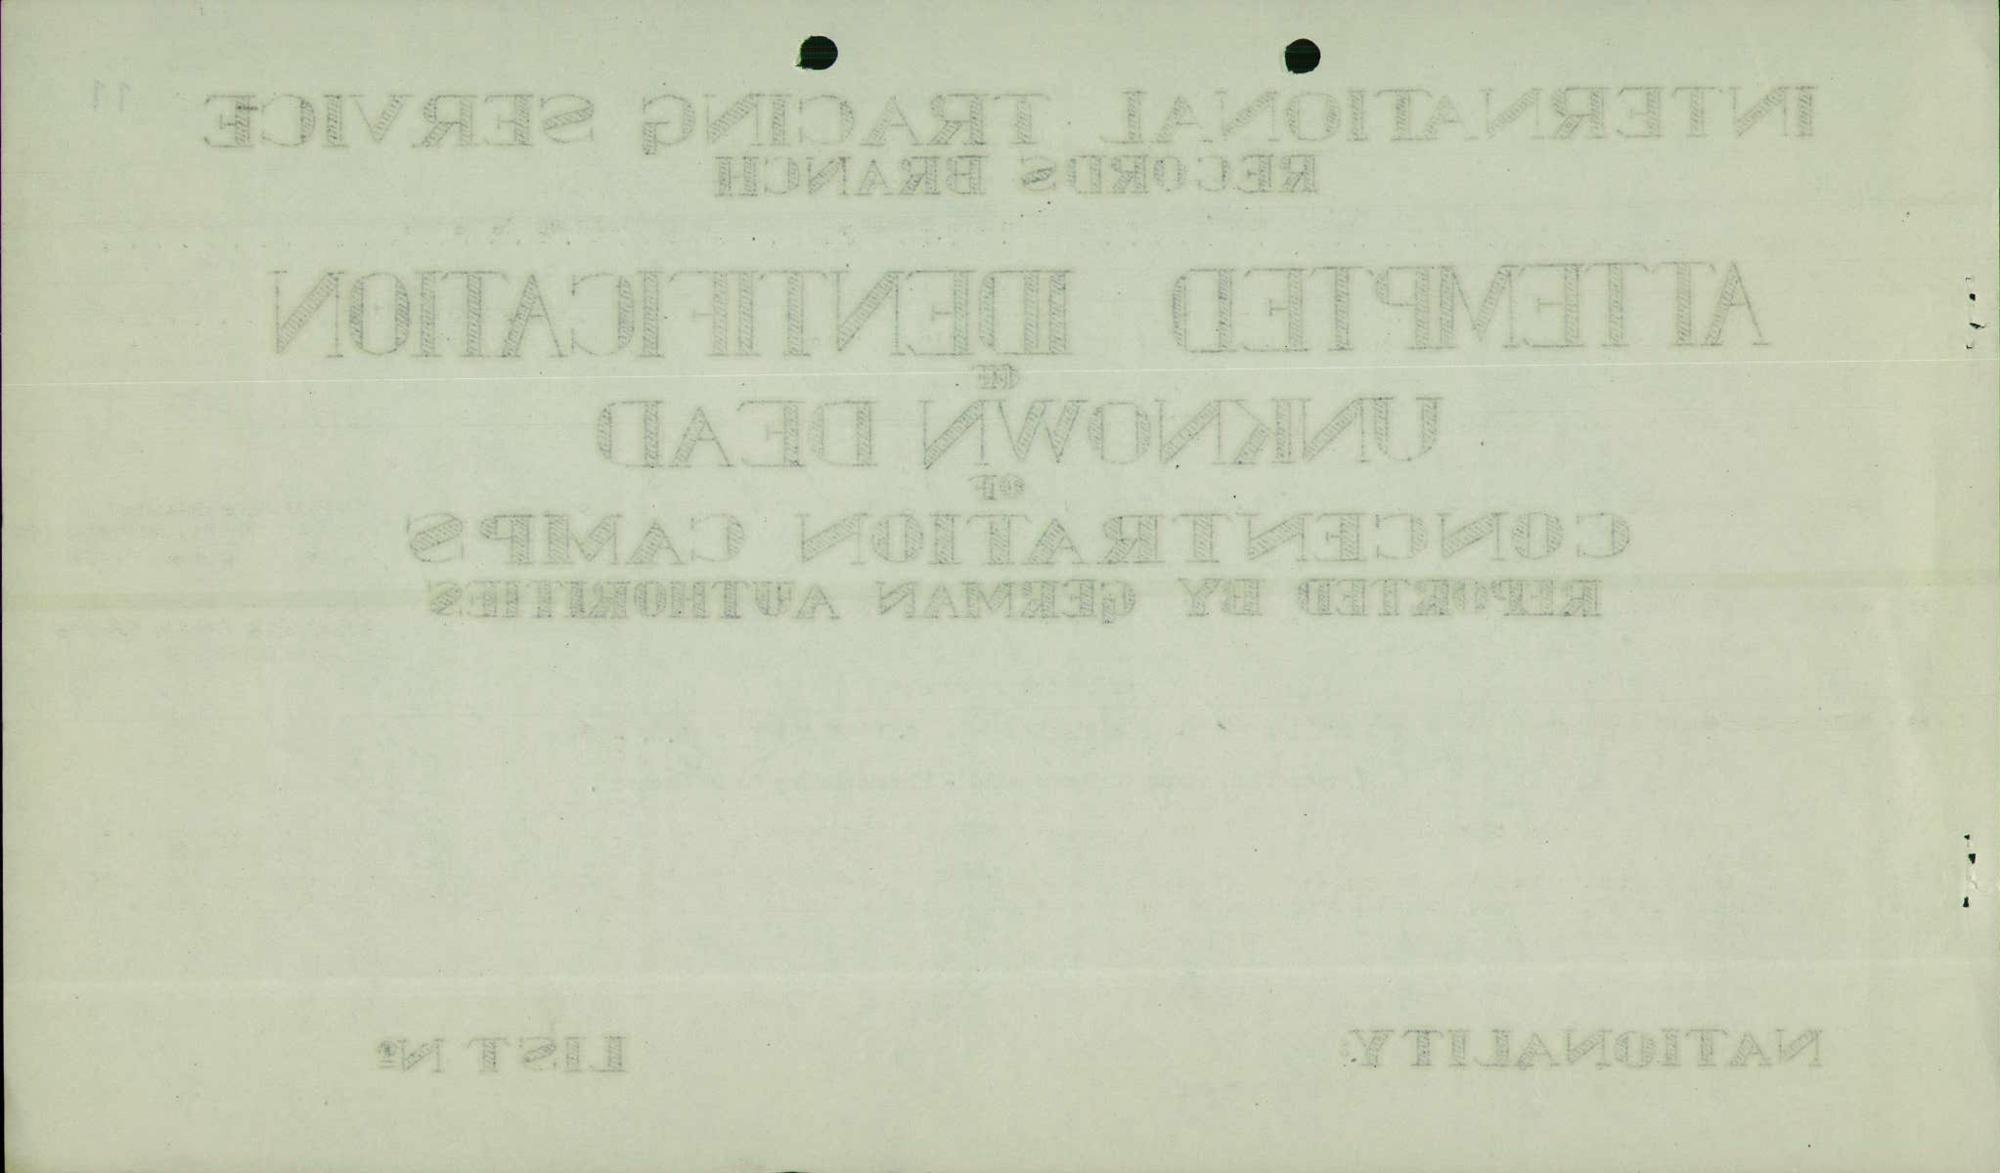 11
INTERNATIONAL TRACING SERVICE
RECORDS BRANCH
ATTEMPTED IDENTIFICATION
OF
UNKNOWN DEAD
OF
CONCENTRATION CAMPS
REPORTED BY GERMAN AUTHORITIES
NATIONALITY: LIST Nº